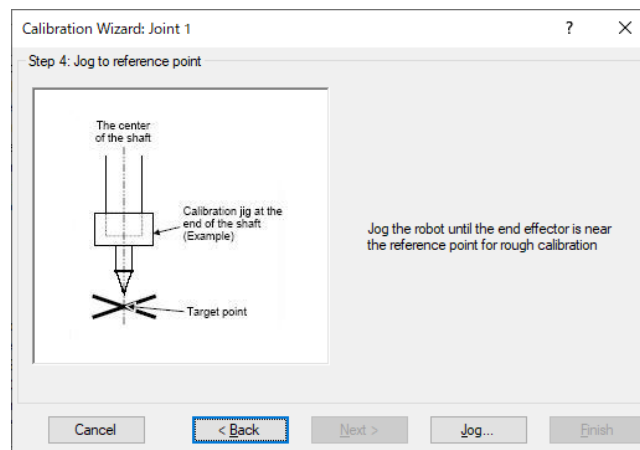 Calibration Wizard: Joint 1
?
Step 4: Jog to reference point
The center
of the shaft
Calibration jig at the
end of the shaft
(Example)
Target point
Jog the robot until the end effector is near
the reference point for rough calibration
Cancel
< Back
Next >
Jog...
Finish